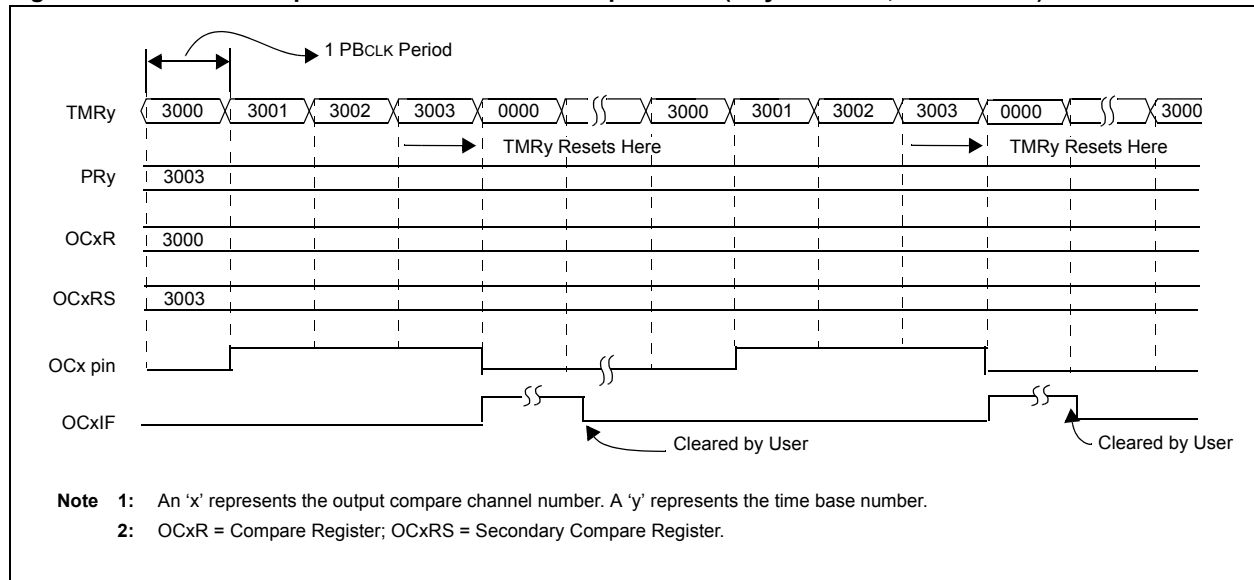 1 PBCLK Period
TMRy 3000 3001 3002 3003 0000 3000 3001 3002 3003 0000 3000
TMRy Resets Here TMRy Resets Here
PRy 3003
OCxR 3000
OCxRS 3003
OCx pin
OCxIF
Cleared by User Cleared by User
Note 1: An ‘x’ represents the output compare channel number. A ‘y’ represents the time base number.
2: OCxR = Compare Register; OCxRS = Secondary Compare Register.